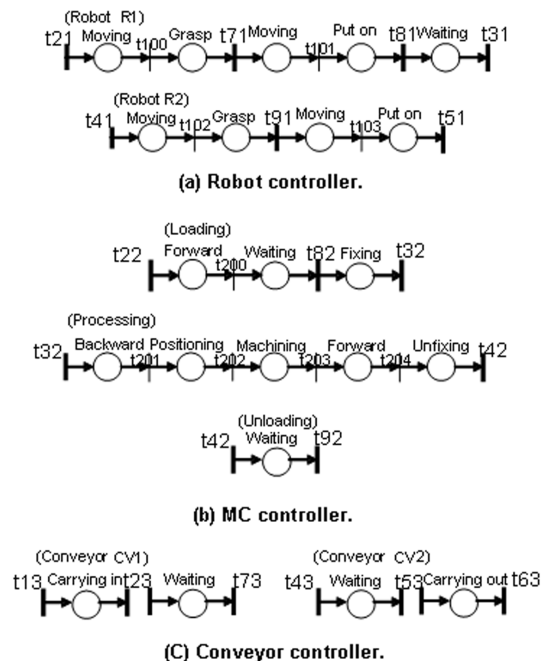 (Robot R1)
t21 Moving t100 Grasp t71 Moving t101 Put on t81 Waiting t31
(Robot R2)
t41 Moving t102 Grasp t91 Moving t103 Put on t51
(a) Robot controller.
(Loading)
t22 Forward t200 Waiting t82 Fixing t32
(Processing)
t32 Backward t201 Positioning t202 Machining t203 Forward t204 Unfixing t42
(Unloading)
t42 Waiting t92
(b) MC controller.
(Conveyor CV1) (Conveyor CV2)
t13 Carrying in t23 Waiting t73 t43 Waiting t53 Carrying out t63
(C) Conveyor controller.